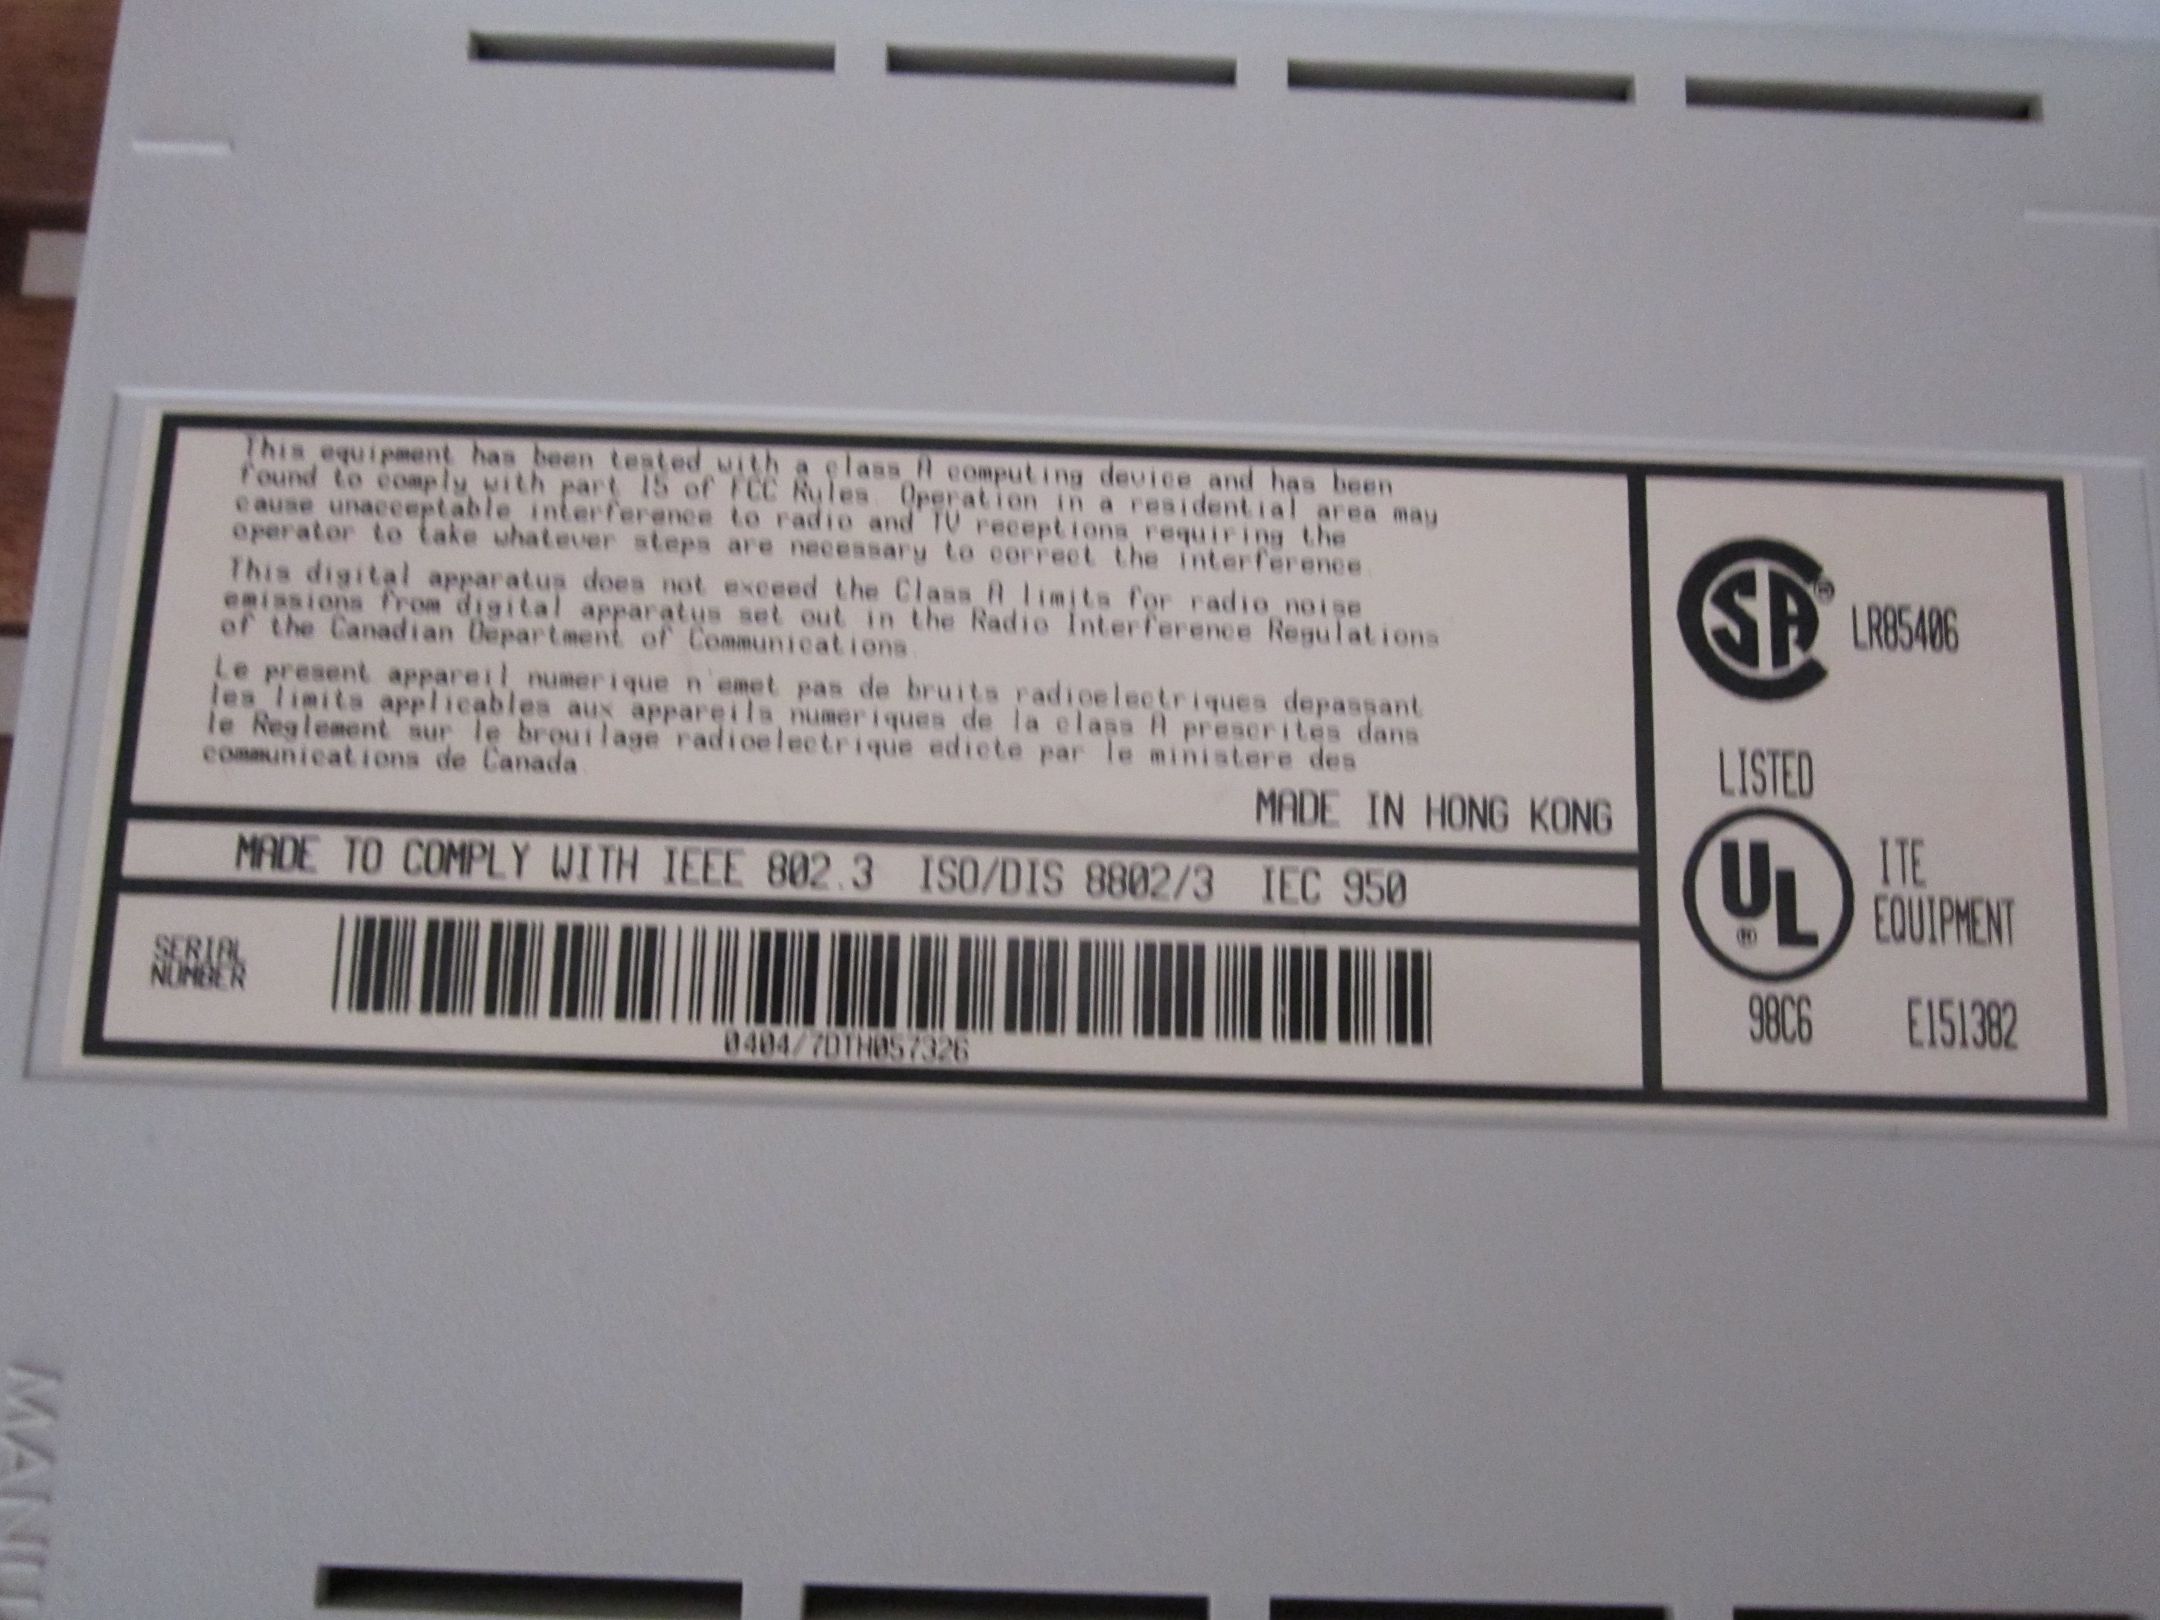 This equipment has been tested with a class A computing device and has been
found to comply with part 15 of FCC Rules. Operation in a residential area may
cause unacceptable interference to radio and TV receptions requiring the
operator to take whatever steps are necessary to correct the interference.
This digital apparatus does not exceed the Class A limits for radio noise
emissions from digital apparatus set out in the Radio Interference Regulations
of the Canadian Department of Communications.
Le present appareil numerique n'emet pas de bruits radioelectriques depassant
les limits applicables aux appareils numeriques de la class A prescrites dans
le Reglement sur le brouilage radioelectrique edicte par le ministere des
communications de Canada.
MADE IN HONG KONG
MADE TO COMPLY WITH IEEE 802.3 ISO/DIS 8802/3 IEC 950
SERIAL
NUMBER
0404/7DTH057326
SA® LR85406
LISTED
UL® ITE
EQUIPMENT
98C6 E151382